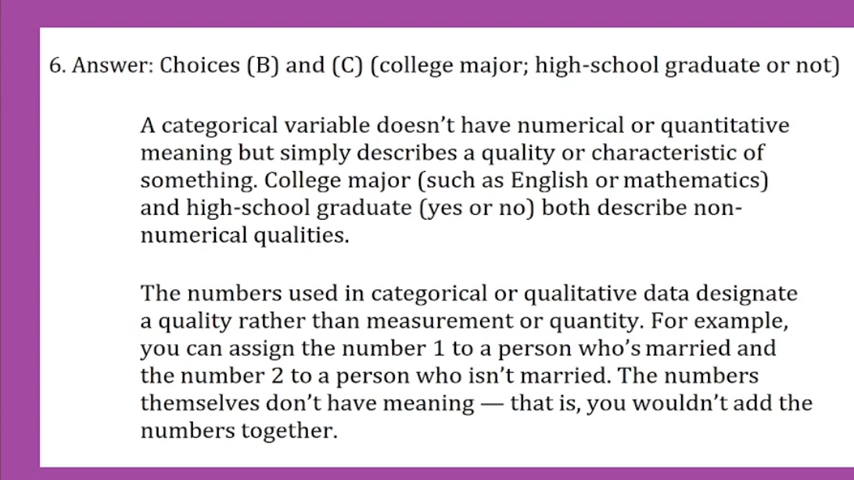 6. Answer: Choices (B) and (C) (college major; high-school graduate or not)
A categorical variable doesn't have numerical or quantitative
meaning but simply describes a quality or characteristic of
something. College major (such as English or mathematics)
and high-school graduate (yes or no) both describe non-
numerical qualities.
The numbers used in categorical or qualitative data designate
a quality rather than measurement or quantity. For example,
you can assign the number 1 to a person who's married and
the number 2 to a person who isn't married. The numbers
themselves don't have meaning — that is, you wouldn't add the
numbers together.